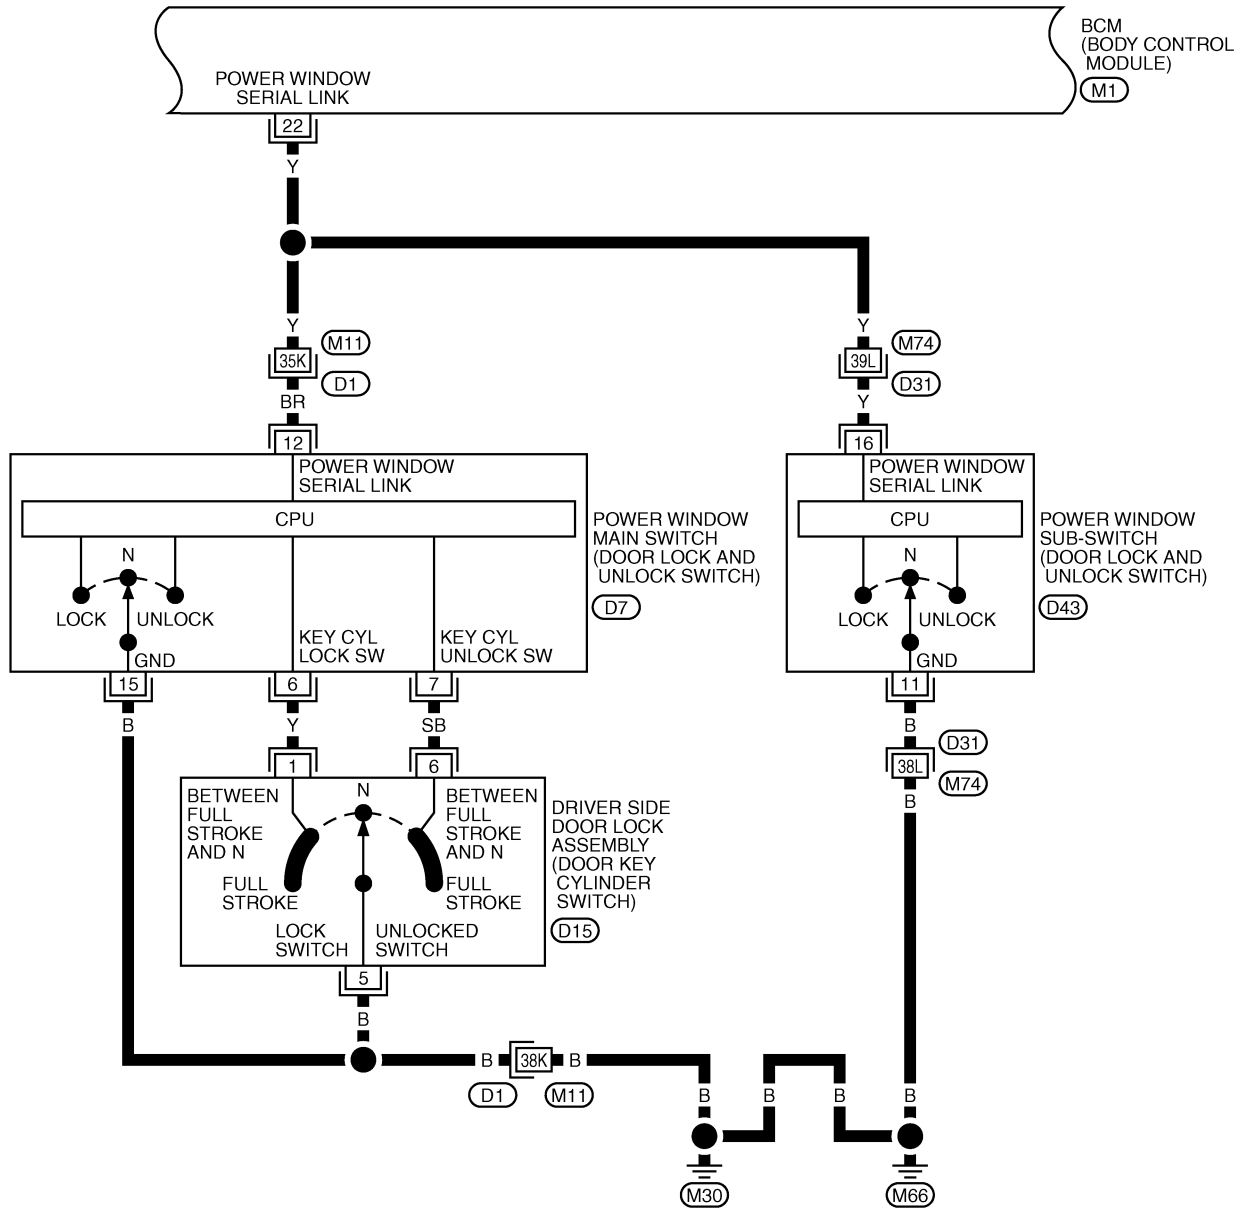 BCM
(BODY CONTROL
MODULE)
M1
POWER WINDOW
SERIAL LINK
22
Y
Y
Y
M11
35K
D1
M74
39L
D31
BR
Y
12
16
POWER WINDOW
SERIAL LINK
CPU
N
LOCK
UNLOCK
GND
KEY CYL
LOCK SW
KEY CYL
UNLOCK SW
POWER WINDOW
MAIN SWITCH
(DOOR LOCK AND
UNLOCK SWITCH)
D7
POWER WINDOW
SERIAL LINK
CPU
N
LOCK
UNLOCK
GND
POWER WINDOW
SUB-SWITCH
(DOOR LOCK AND
UNLOCK SWITCH)
D43
15
6
7
11
B
Y
SB
B
D31
38L
M74
B
1
6
BETWEEN
FULL
STROKE
AND N
FULL
STROKE
N
BETWEEN
FULL
STROKE
AND N
FULL
STROKE
LOCK
SWITCH
UNLOCKED
SWITCH
DRIVER SIDE
DOOR LOCK
ASSEMBLY
(DOOR KEY
CYLINDER
SWITCH)
D15
5
B
B
38K
B
D1
M11
B
B
B
B
M30
M66